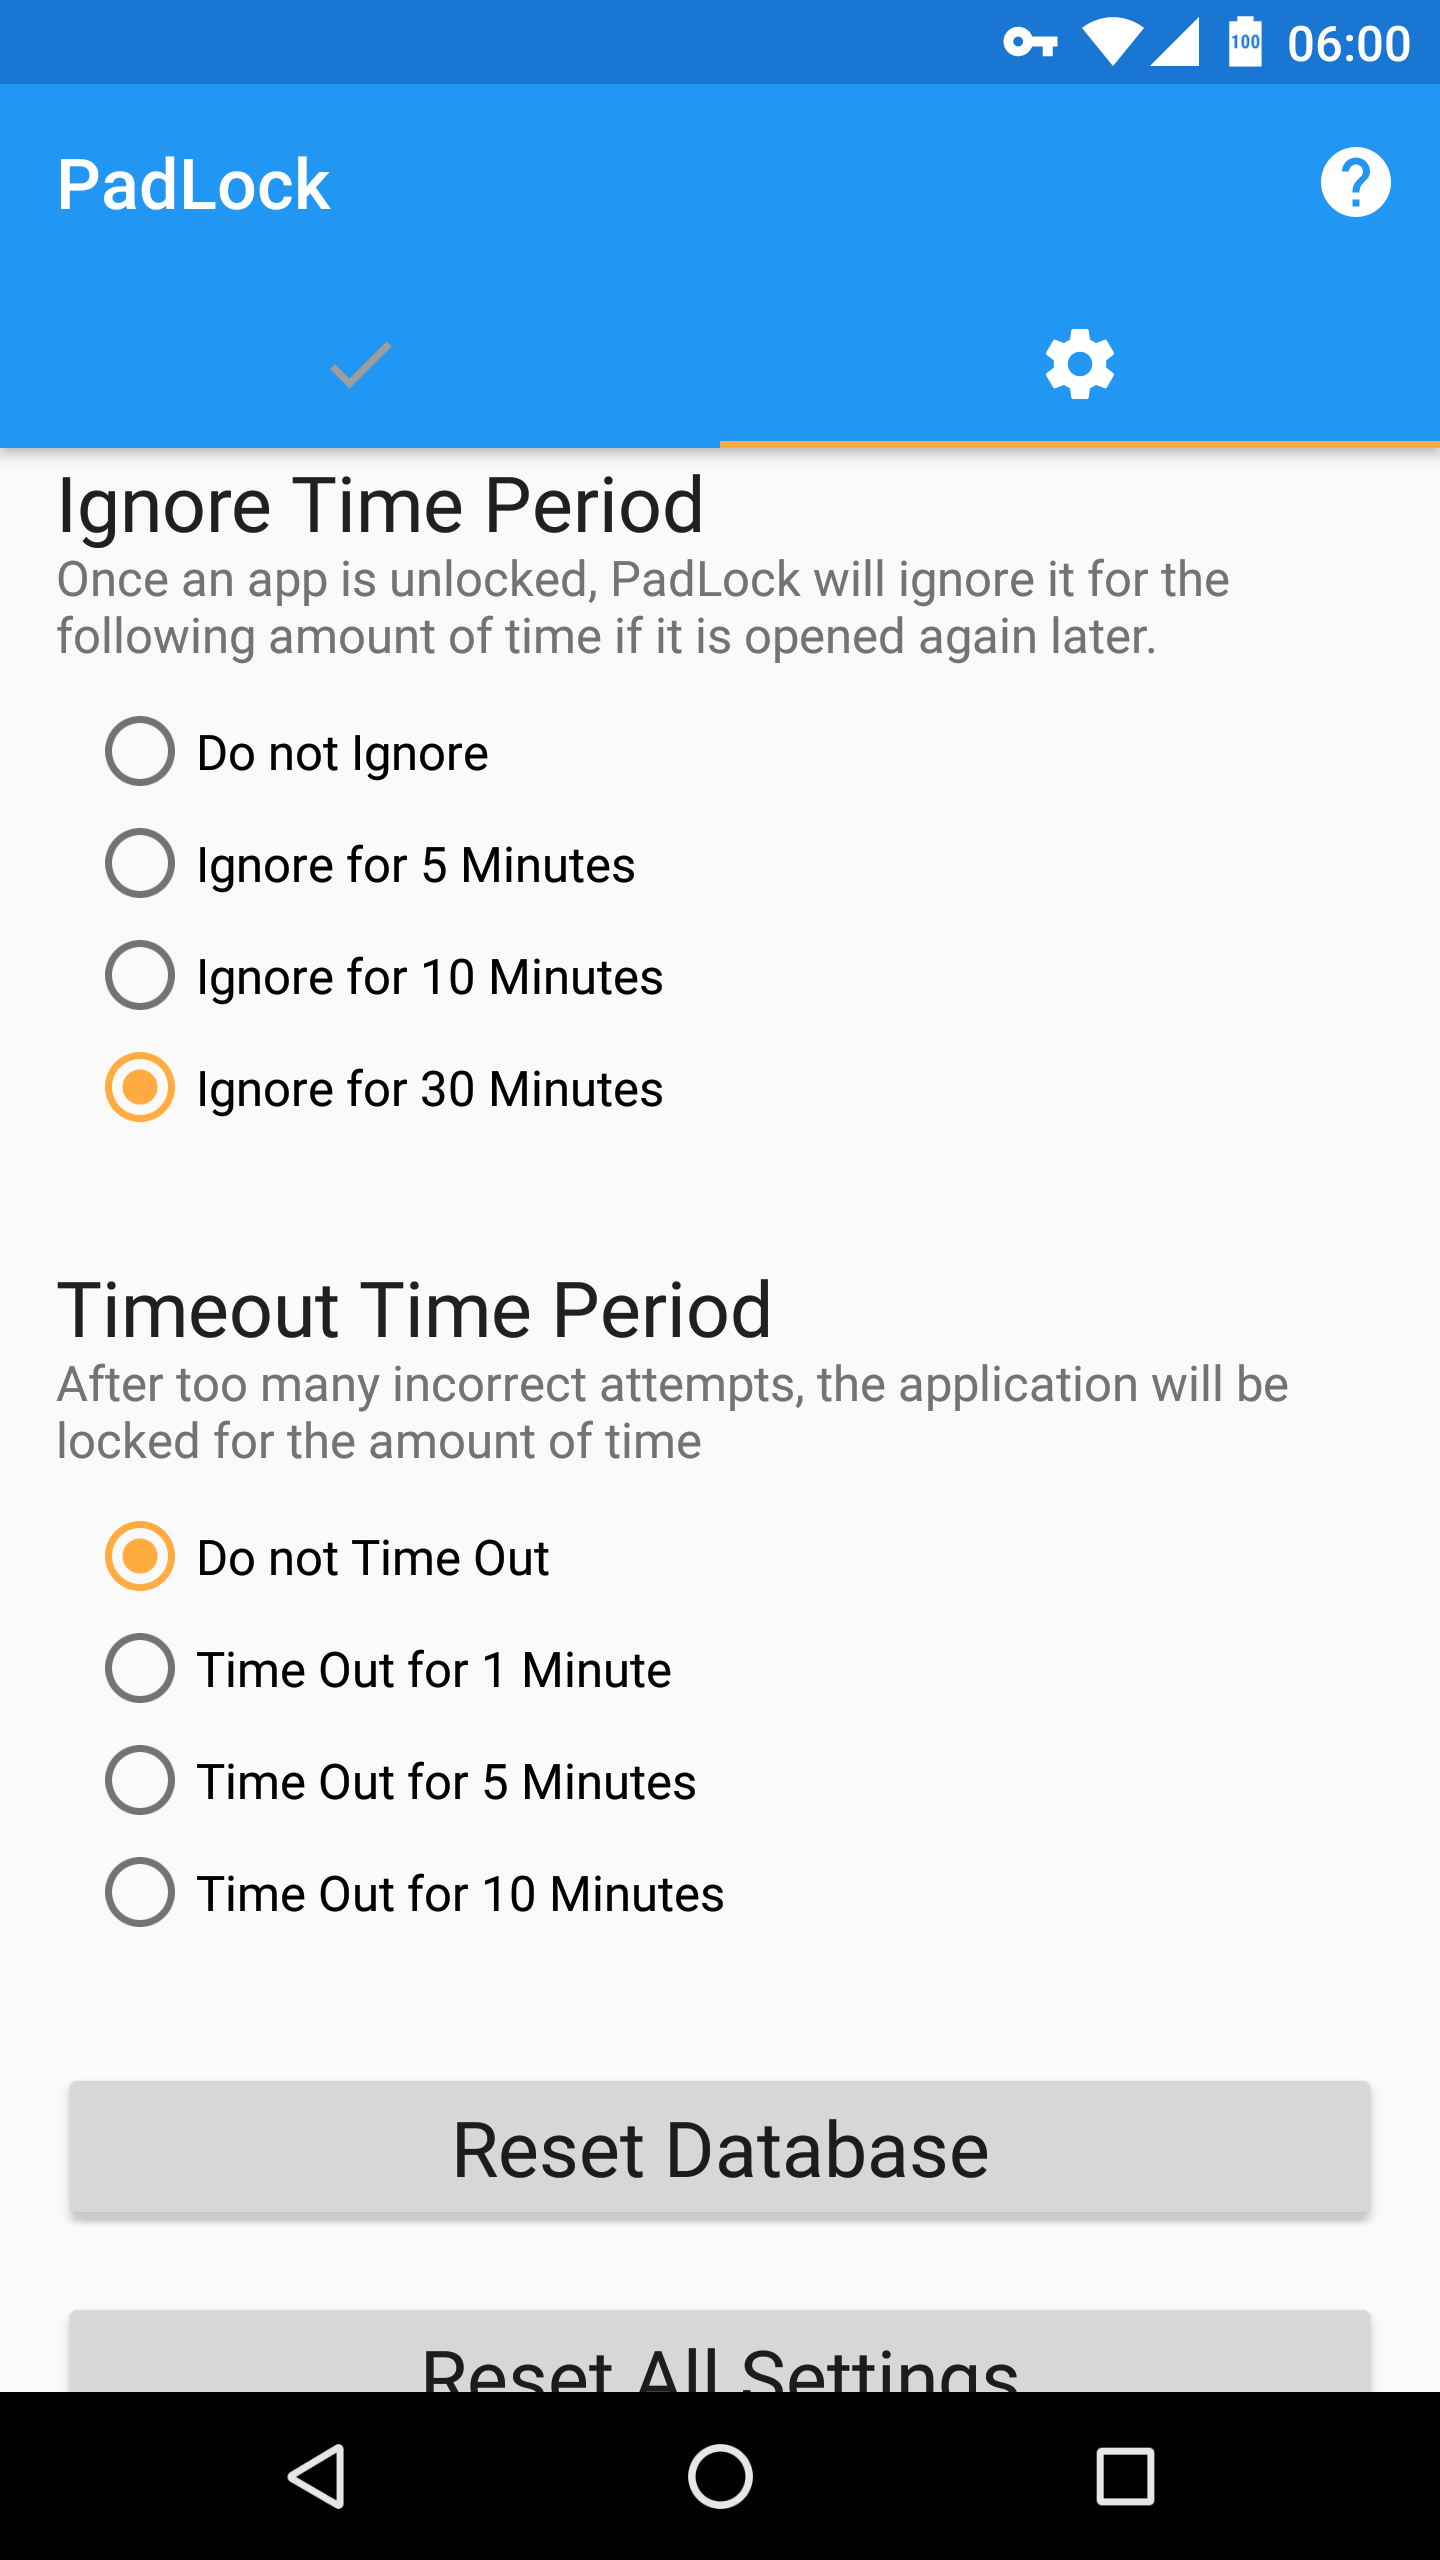 100 06:00
PadLock
Ignore Time Period
Once an app is unlocked, PadLock will ignore it for the
following amount of time if it is opened again later.
Do not Ignore
Ignore for 5 Minutes
Ignore for 10 Minutes
Ignore for 30 Minutes
Timeout Time Period
After too many incorrect attempts, the application will be
locked for the amount of time
Do not Time Out
Time Out for 1 Minute
Time Out for 5 Minutes
Time Out for 10 Minutes
Reset Database
Reset All Settings